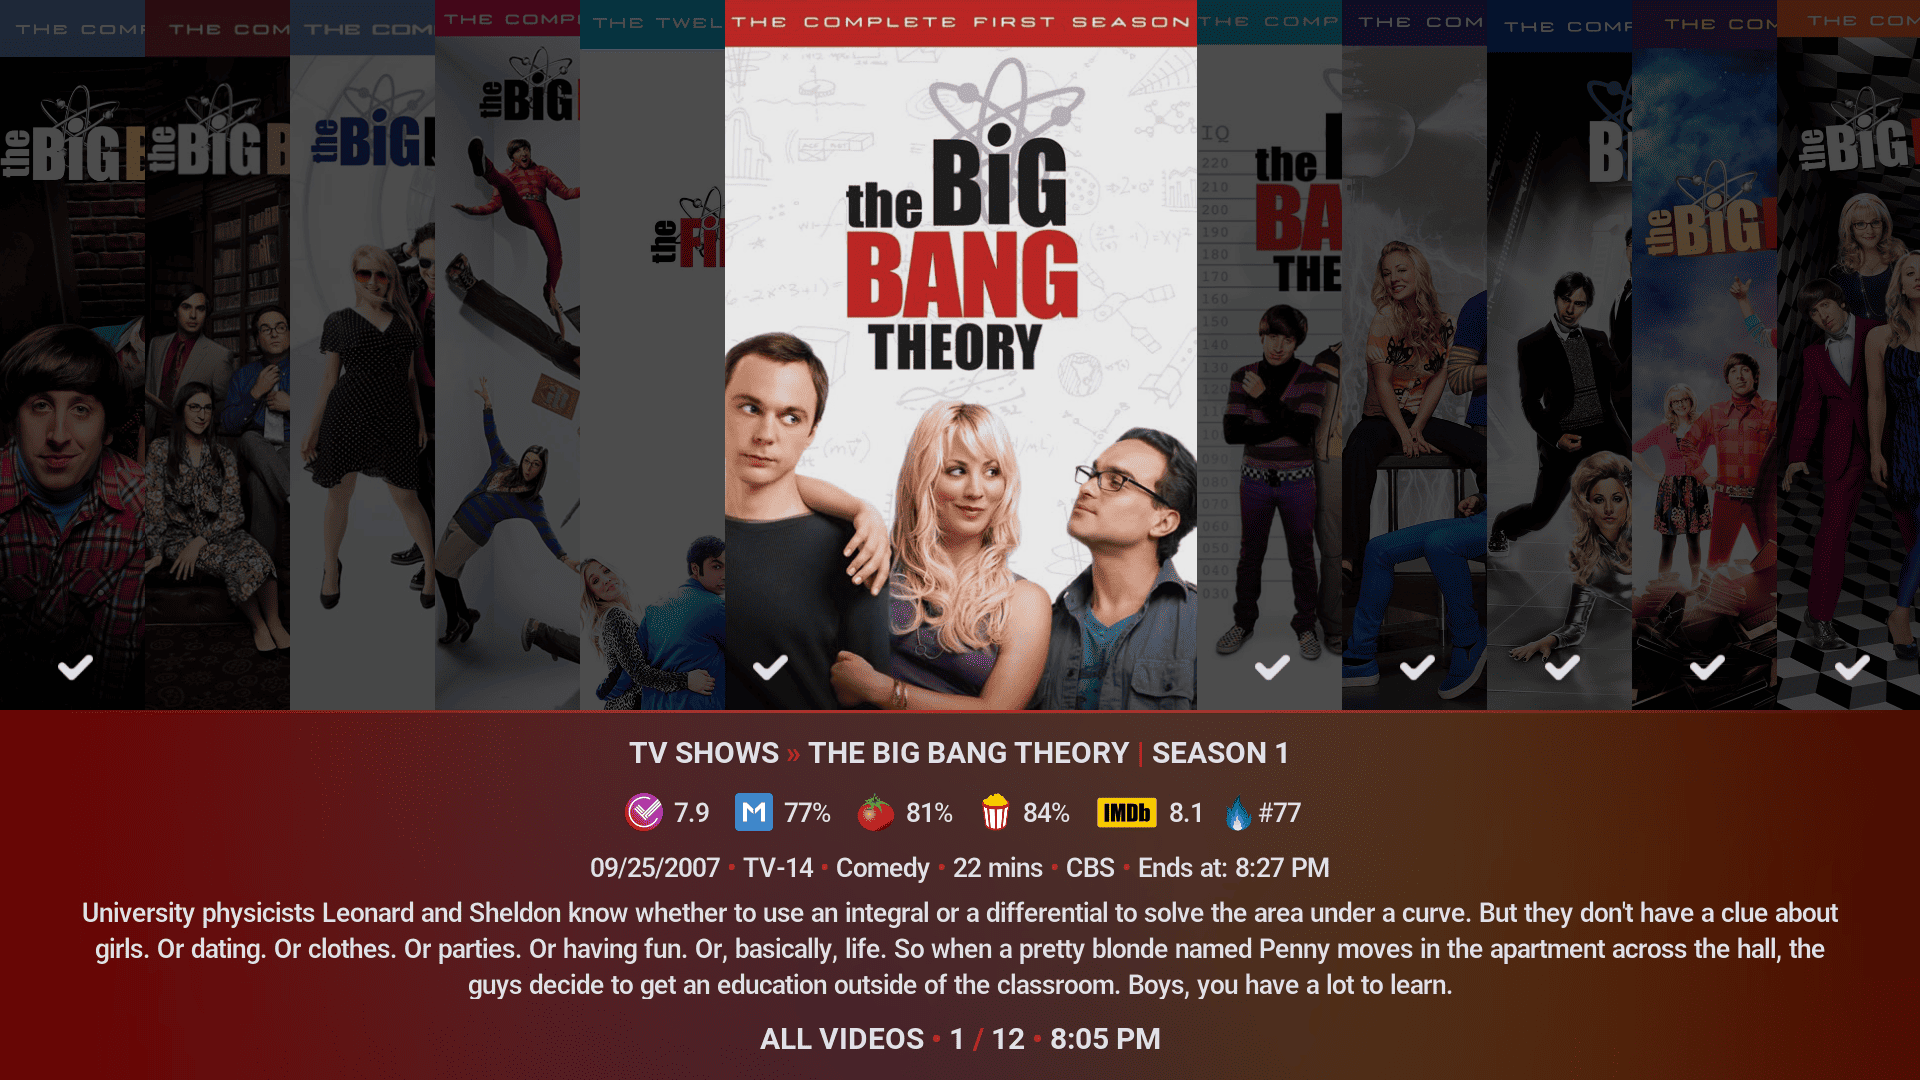 THE COMP
THE COM
THE COM
THE COMPL
THE TWEL
THE COMPLETE FIRST SEASON
THE COMP
THE COM
THE COMP
THE COM
THE COM
the BiG
the BiG
the BiG
the BiG
the
the BiG
BANG
THEORY
IQ
220
210
200
190
180
170
160
150
140
130
090
080
070
060
050
040
030
the
BA
THE
the BiG
the BiG
TV SHOWS » THE BIG BANG THEORY | SEASON 1
7.9 M 77% 81% 84% IMDb 8.1 #77
09/25/2007 • TV-14 • Comedy • 22 mins • CBS • Ends at: 8:27 PM
University physicists Leonard and Sheldon know whether to use an integral or a differential to solve the area under a curve. But they don't have a clue about
girls. Or dating. Or clothes. Or parties. Or having fun. Or, basically, life. So when a pretty blonde named Penny moves in the apartment across the hall, the
guys decide to get an education outside of the classroom. Boys, you have a lot to learn.
ALL VIDEOS • 1 / 12 • 8:05 PM